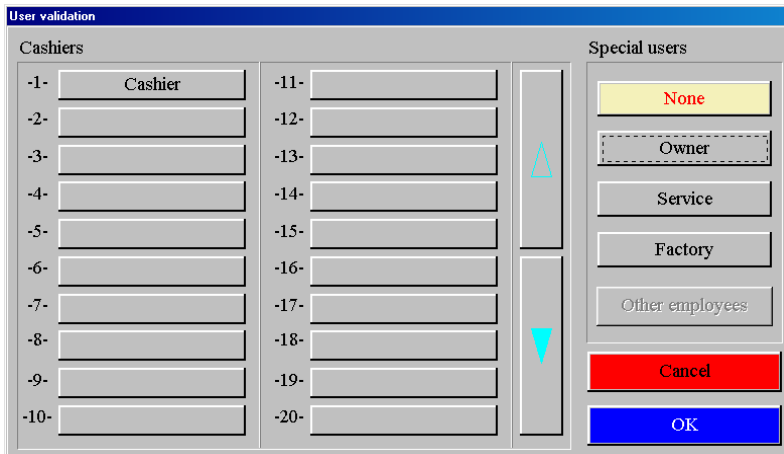 User validation
Cashiers
Special users
-1- Cashier
-2-
-3-
-4-
-5-
-6-
-7-
-8-
-9-
-10-
-11-
-12-
-13-
-14-
-15-
-16-
-17-
-18-
-19-
-20-
None
Owner
Service
Factory
Other employees
Cancel
OK